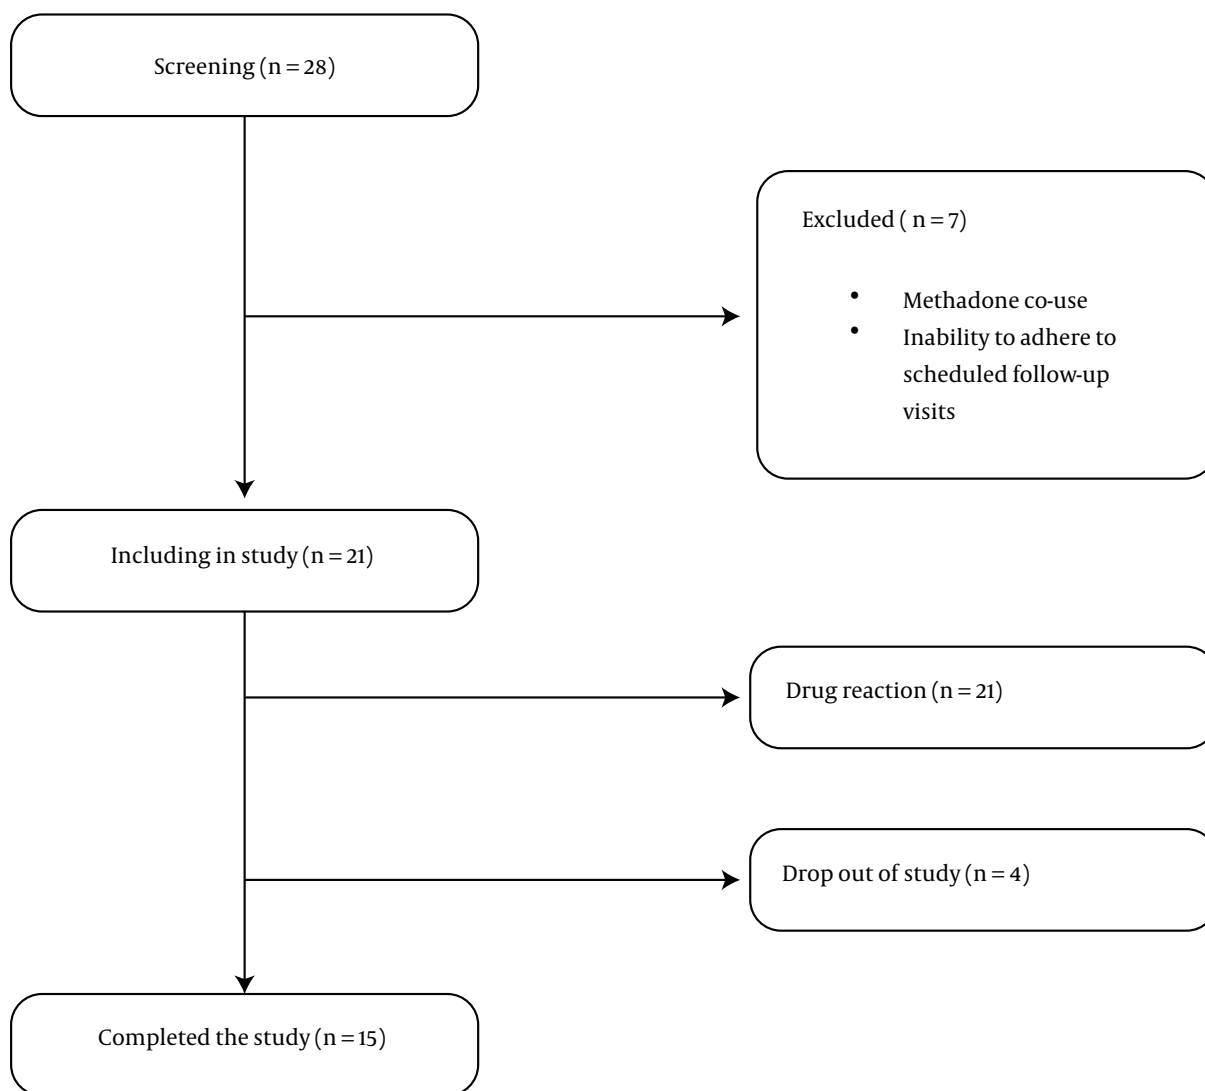 Screening (n = 28)
Excluded ( n = 7)
• Methadone co-use
• Inability to adhere to
scheduled follow-up
visits
Including in study (n = 21)
Drug reaction (n = 21)
Drop out of study (n = 4)
Completed the study (n = 15)